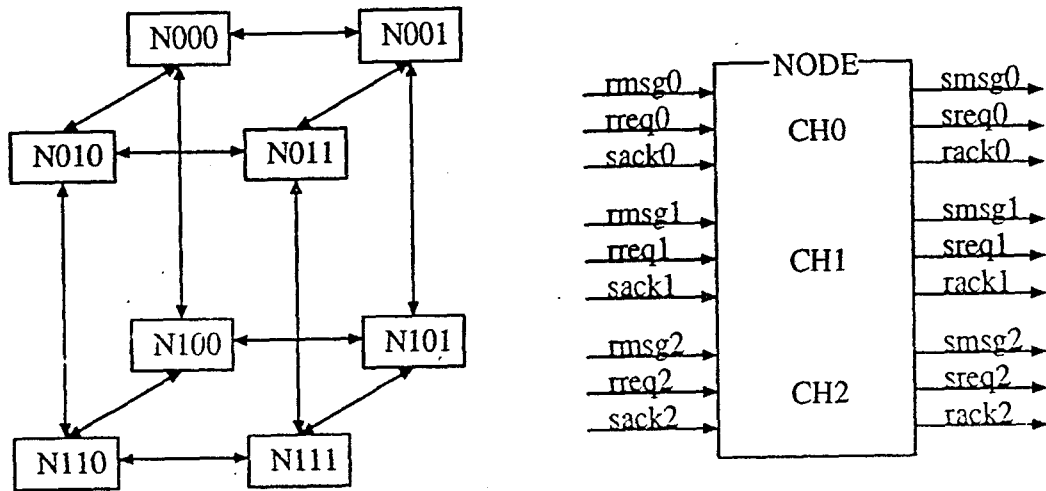 N000 N001
N010 N011
N100 N101
N110 N111
NODE
rmsg0 smsg0
rreq0 CH0 sreq0
sack0 rack0
rmsg1 smsg1
rreq1 CH1 sreq1
sack1 rack1
rmsg2 smsg2
rreq2 CH2 sreq2
sack2 rack2